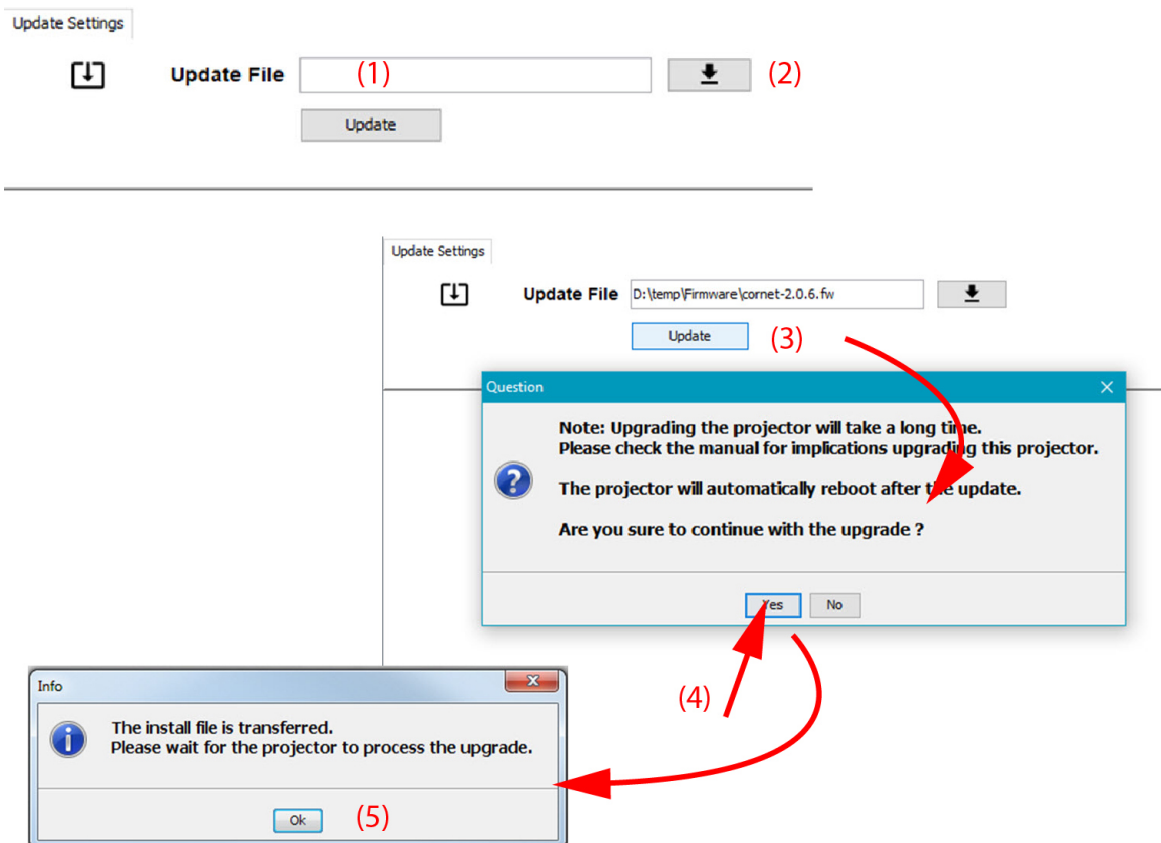 Update Settings
Update File (1) (2)
Update
Update Settings
Update File D:\temp\Firmware\cornet-2.0.6.fw
Update (3)
Question
Note: Upgrading the projector will take a long time.
Please check the manual for implications upgrading this projector.
The projector will automatically reboot after the update.
Are you sure to continue with the upgrade ?
Yes No
(4)
Info
The install file is transferred.
Please wait for the projector to process the upgrade.
Ok (5)